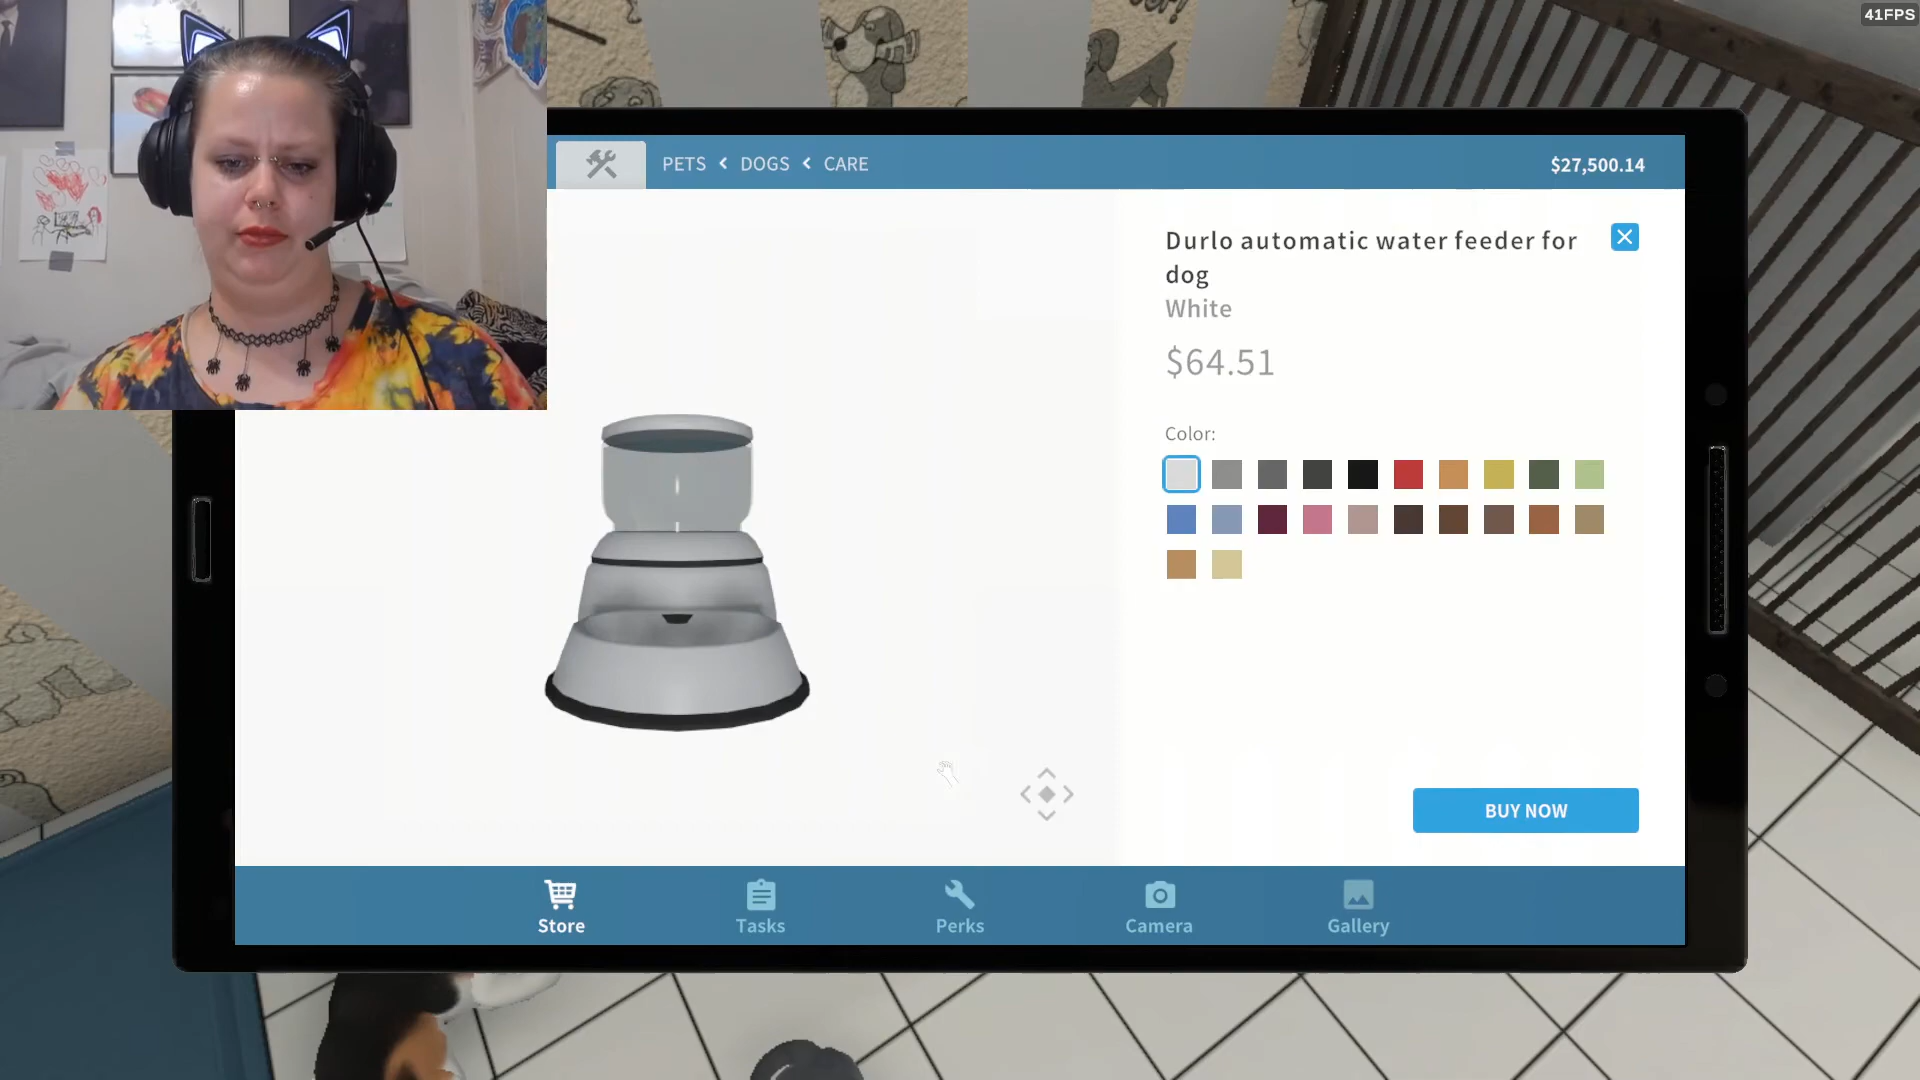 41FPS
PETS < DOGS < CARE
$27,500.14
Durlo automatic water feeder for
dog
White
$64.51
Color:
BUY NOW
Store
Tasks
Perks
Camera
Gallery